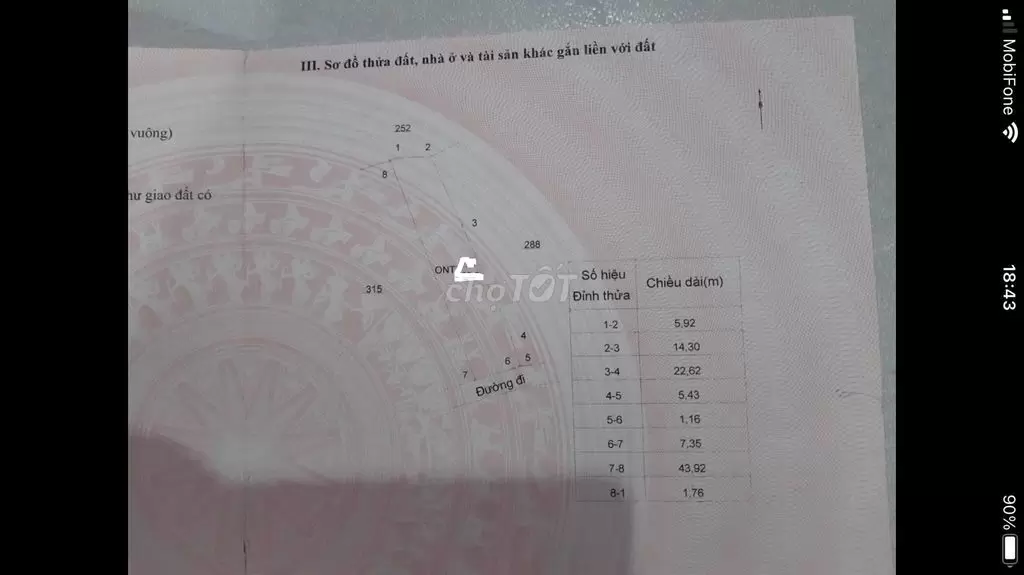 III. Sơ đồ thửa đất, nhà ở và tài sản khác gắn liền với đất
vuông)
hư giao đất có
252
1 2
8
3
288
ONT
315
chợTỐT
4
6 5
7
Đường đi
Số hiệu Đỉnh thửa Chiều dài(m)
1-2 5,92
2-3 14,30
3-4 22,62
4-5 5,43
5-6 1,16
6-7 7,35
7-8 43,92
8-1 1,76
MobiFone
18:43
90%